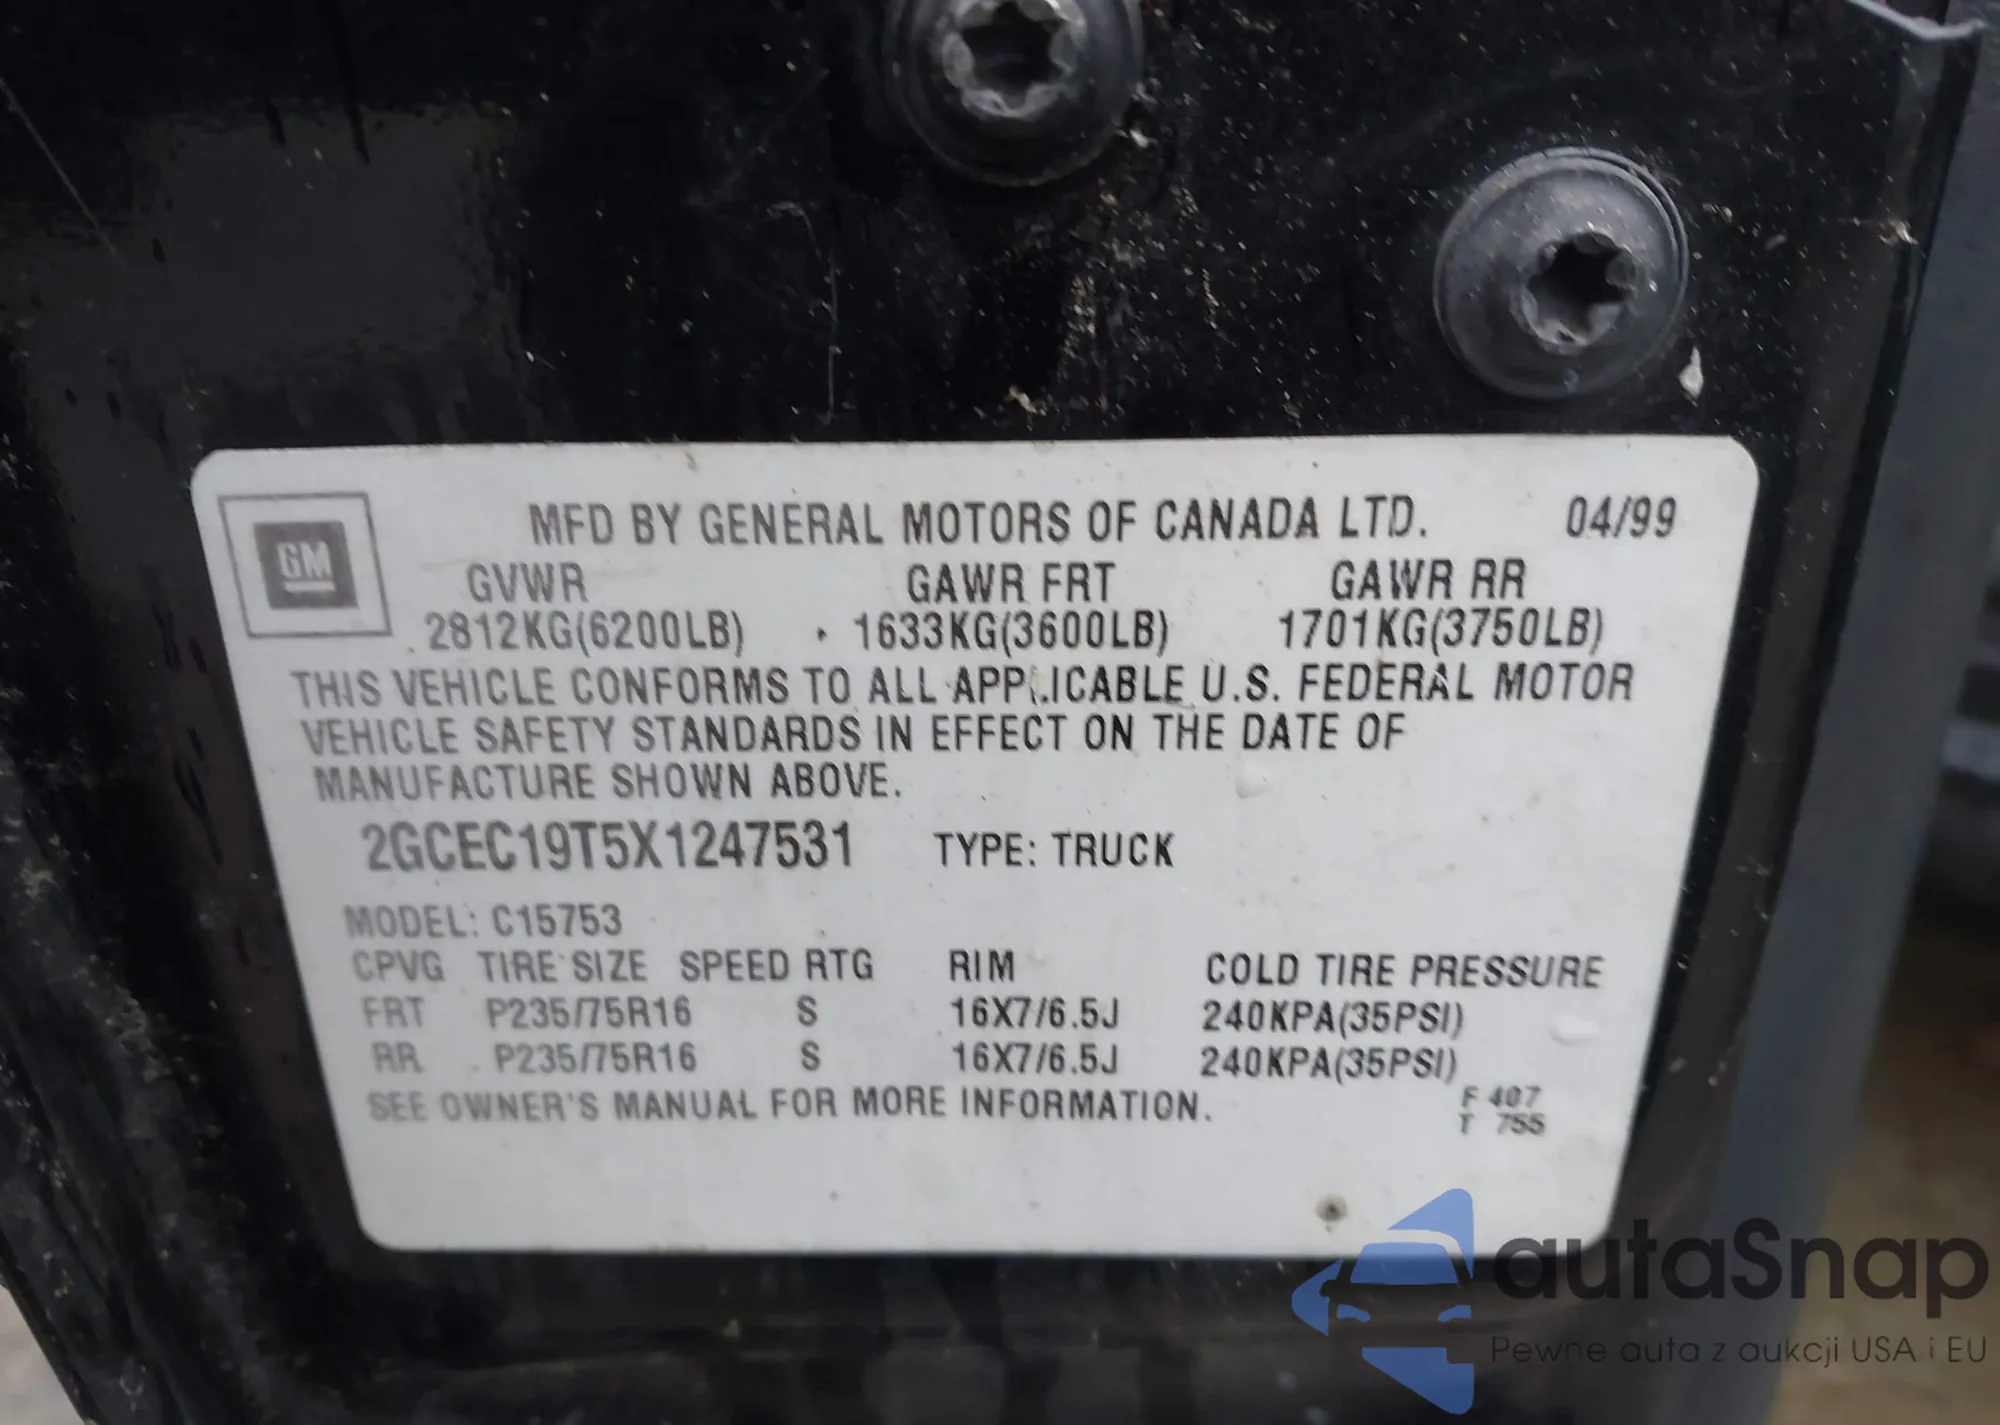 MFD BY GENERAL MOTORS OF CANADA LTD. 04/99
GM
GVWR GAWR FRT GAWR RR
2812KG(6200LB) 1633KG(3600LB) 1701KG(3750LB)
THIS VEHICLE CONFORMS TO ALL APPLICABLE U.S. FEDERAL MOTOR
VEHICLE SAFETY STANDARDS IN EFFECT ON THE DATE OF
MANUFACTURE SHOWN ABOVE.
2GCEC19T5X1247531 TYPE: TRUCK
MODEL: C15753
CPVG TIRE SIZE SPEED RTG RIM COLD TIRE PRESSURE
FRT P235/75R16 S 16X7/6.5J 240KPA(35PSI)
RR P235/75R16 S 16X7/6.5J 240KPA(35PSI)
SEE OWNER'S MANUAL FOR MORE INFORMATION. F 407
T 755
autaSnap
Pewne auta z aukcji USA i EU